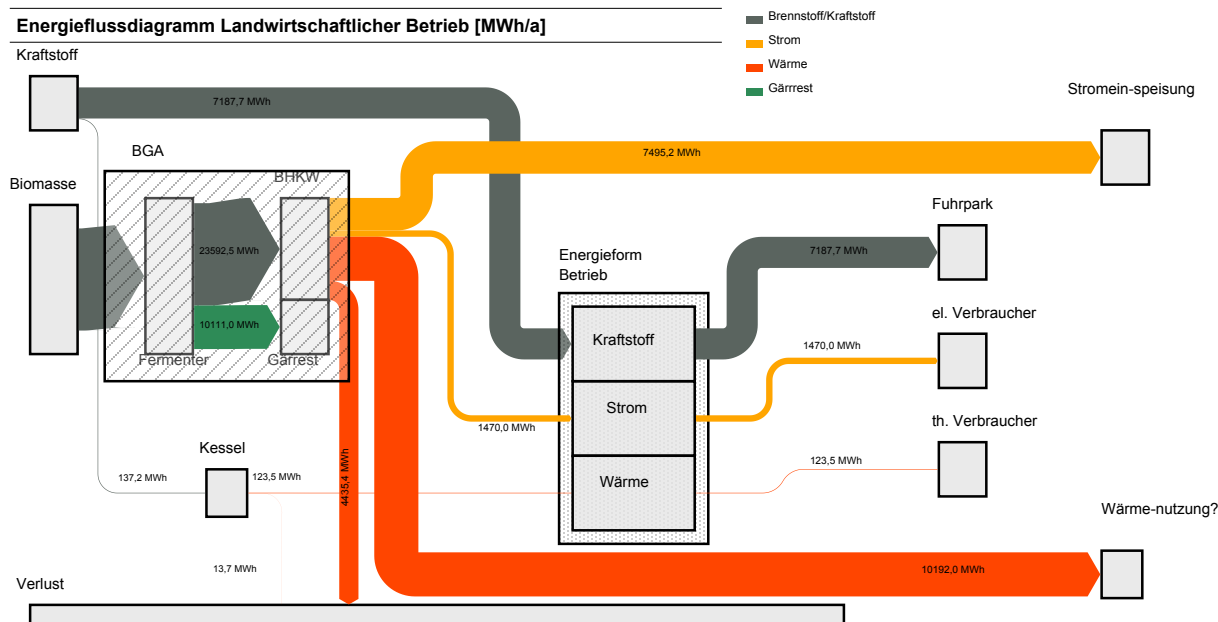 Energieflussdiagramm Landwirtschaftlicher Betrieb [MWh/a]
Brennstoff/Kraftstoff
Strom
Wärme
Gärrrest
Kraftstoff
7187,7 MWh
Stromein-speisung
BGA
7495,2 MWh
Biomasse
BHKW
Fuhrpark
23592,5 MWh
7187,7 MWh
Energieform
Betrieb
el. Verbraucher
10111,0 MWh
Kraftstoff
1470,0 MWh
Fermenter
Gärrest
Strom
th. Verbraucher
1470,0 MWh
Kessel
123,5 MWh
137,2 MWh
123,5 MWh
4435,4 MWh
Wärme
Wärme-nutzung?
13,7 MWh
10192,0 MWh
Verlust